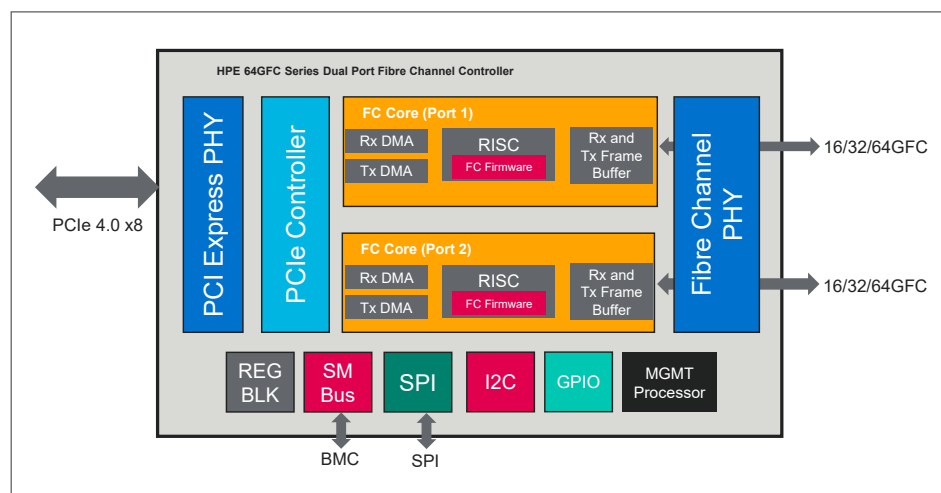 HPE 64GFC Series Dual Port Fibre Channel Controller
PCIe 4.0 x8
PCI Express PHY
PCIe Controller
FC Core (Port 1)
Rx DMA
Tx DMA
RISC
FC Firmware
Rx and
Tx Frame
Buffer
FC Core (Port 2)
Rx DMA
Tx DMA
RISC
FC Firmware
Rx and
Tx Frame
Buffer
Fibre Channel
PHY
16/32/64GFC
16/32/64GFC
REG
BLK
SM
Bus
SPI
I2C
GPIO
MGMT
Processor
BMC
SPI